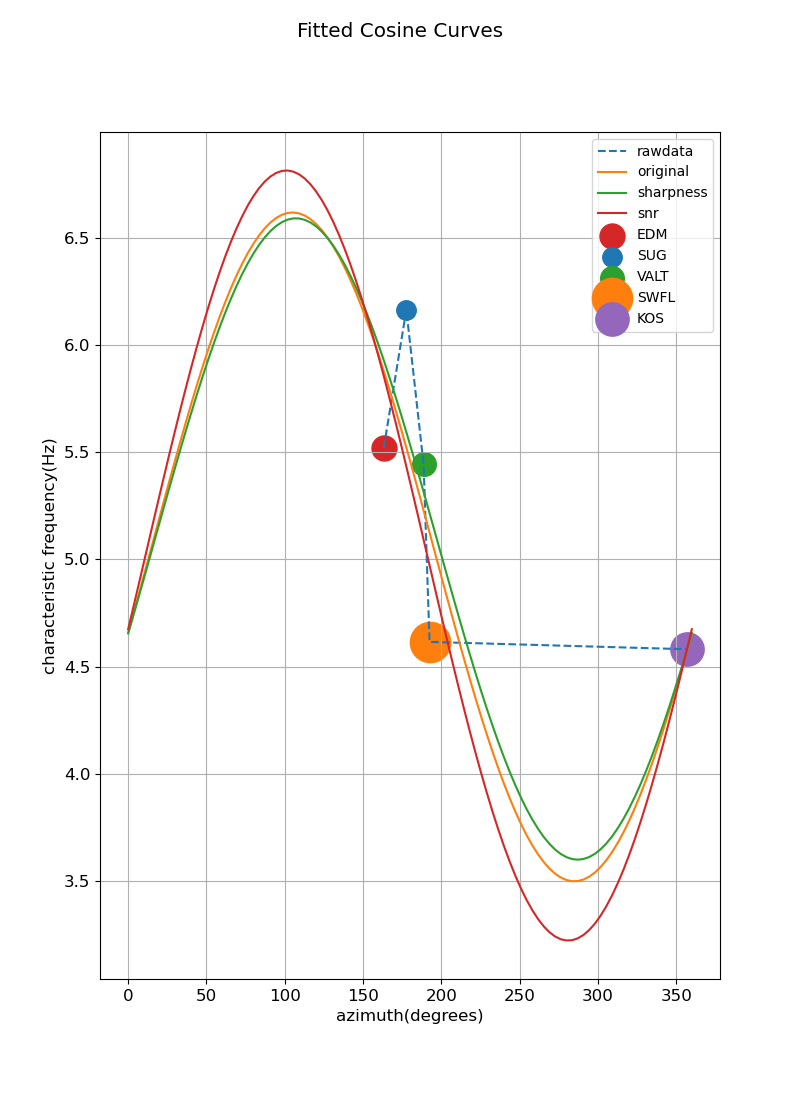 Fitted Cosine Curves
rawdata
original
sharpness
snr
EDM
SUG
VALT
SWFL
KOS
characteristic frequency(Hz)
6.5
6.0
5.5
5.0
4.5
4.0
3.5
0 50 100 150 200 250 300 350
azimuth(degrees)